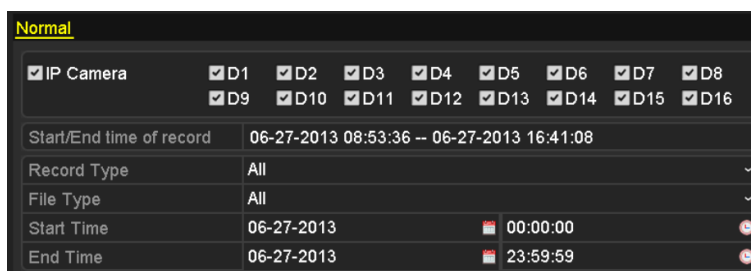 Normal
IP Camera D1 D2 D3 D4 D5 D6 D7 D8
D9 D10 D11 D12 D13 D14 D15 D16
Start/End time of record 06-27-2013 08:53:36 -- 06-27-2013 16:41:08
Record Type All
File Type All
Start Time 06-27-2013 00:00:00
End Time 06-27-2013 23:59:59